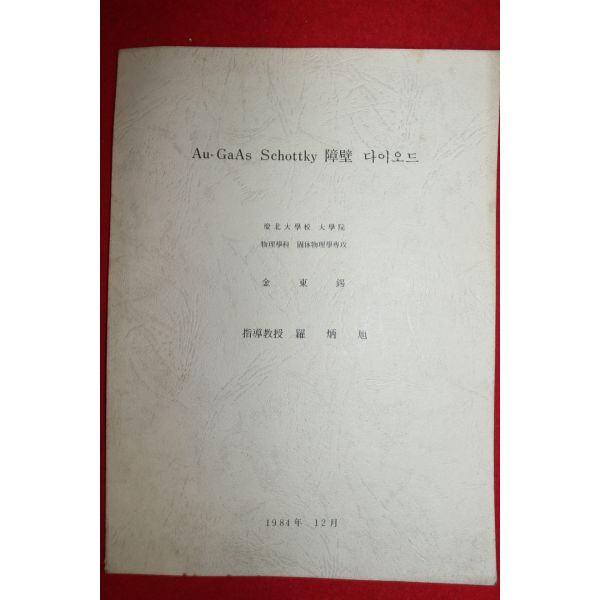 Au-GaAs Schottky 障壁 다이오드
慶北大學校 大學院
物理學科 固体物理學專攻
金 東 錫
指導敎授 羅 炳 旭
1984年 12月